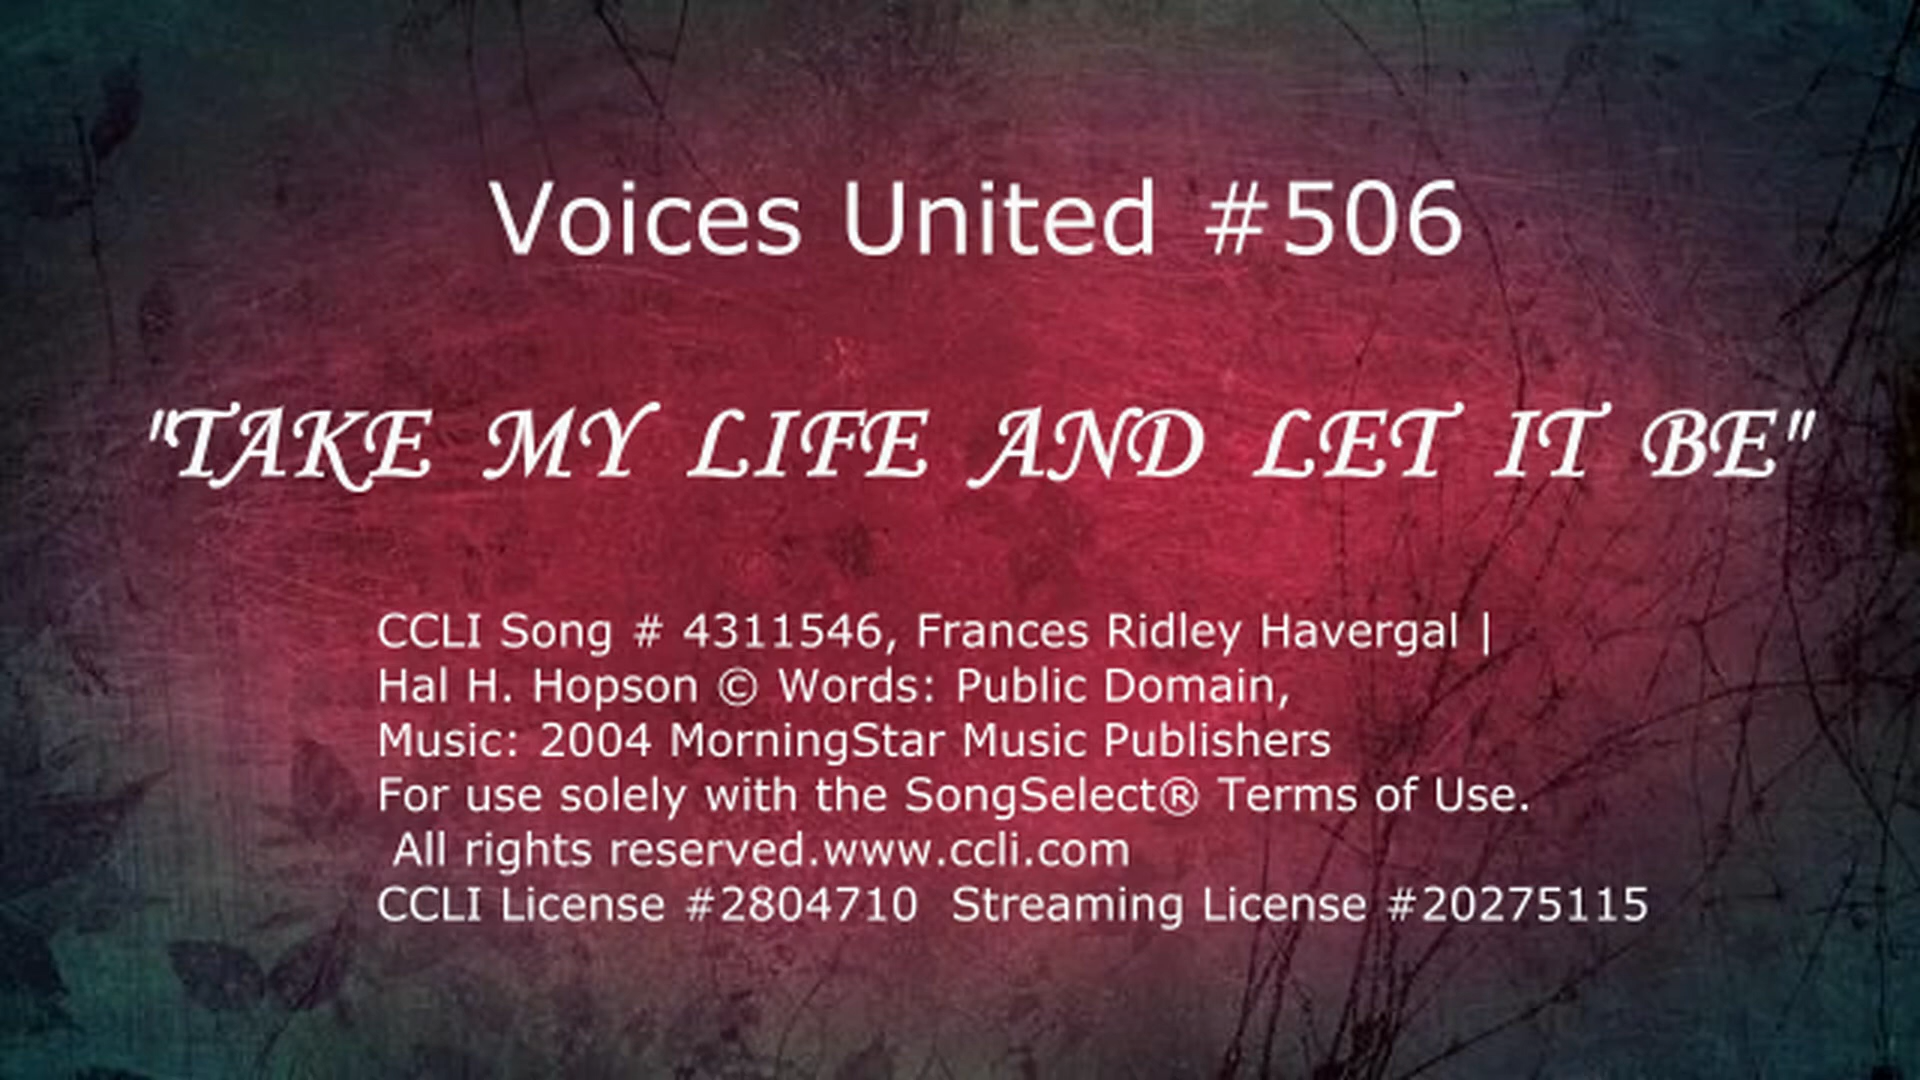 Voices United #506
"TAKE MY LIFE AND LET IT BE"
CCLI Song # 4311546, Frances Ridley Havergal |
Hal H. Hopson © Words: Public Domain,
Music: 2004 MorningStar Music Publishers
For use solely with the SongSelect® Terms of Use.
All rights reserved.www.ccli.com
CCLI License #2804710  Streaming License #20275115